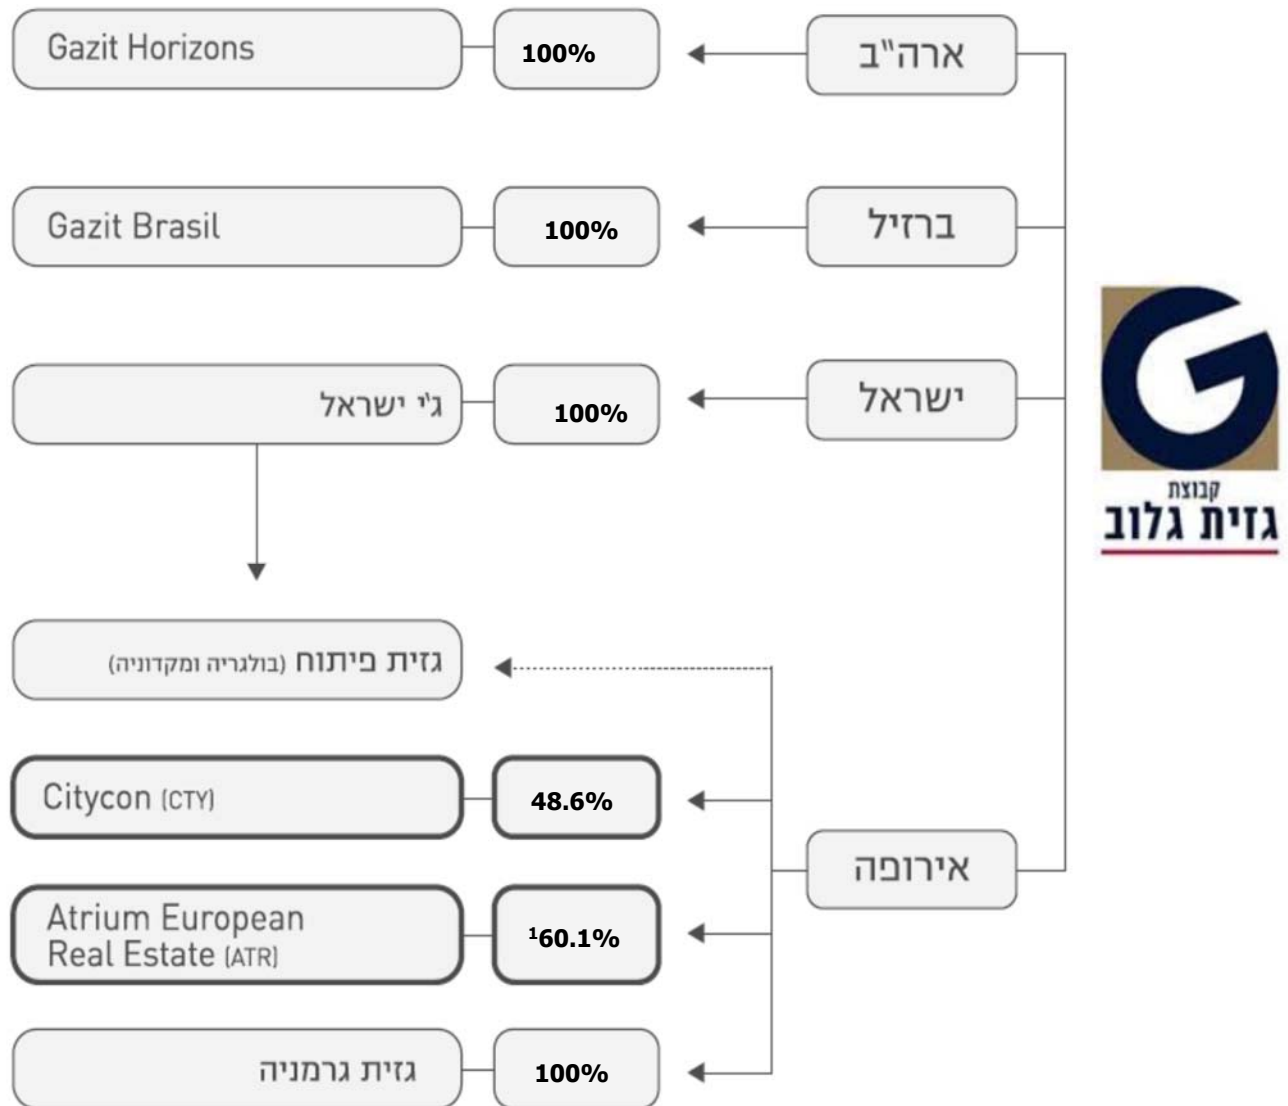 ארה"ב
100%
Gazit Horizons
ברזיל
100%
Gazit Brasil
ישראל
100%
ג'י ישראל
קבוצת
גזית גלוב
גזית פיתוח (בולגריה ומקדוניה)
48.6%
Citycon (CTY)
אירופה
¹60.1%
Atrium European
Real Estate (ATR)
100%
גזית גרמניה